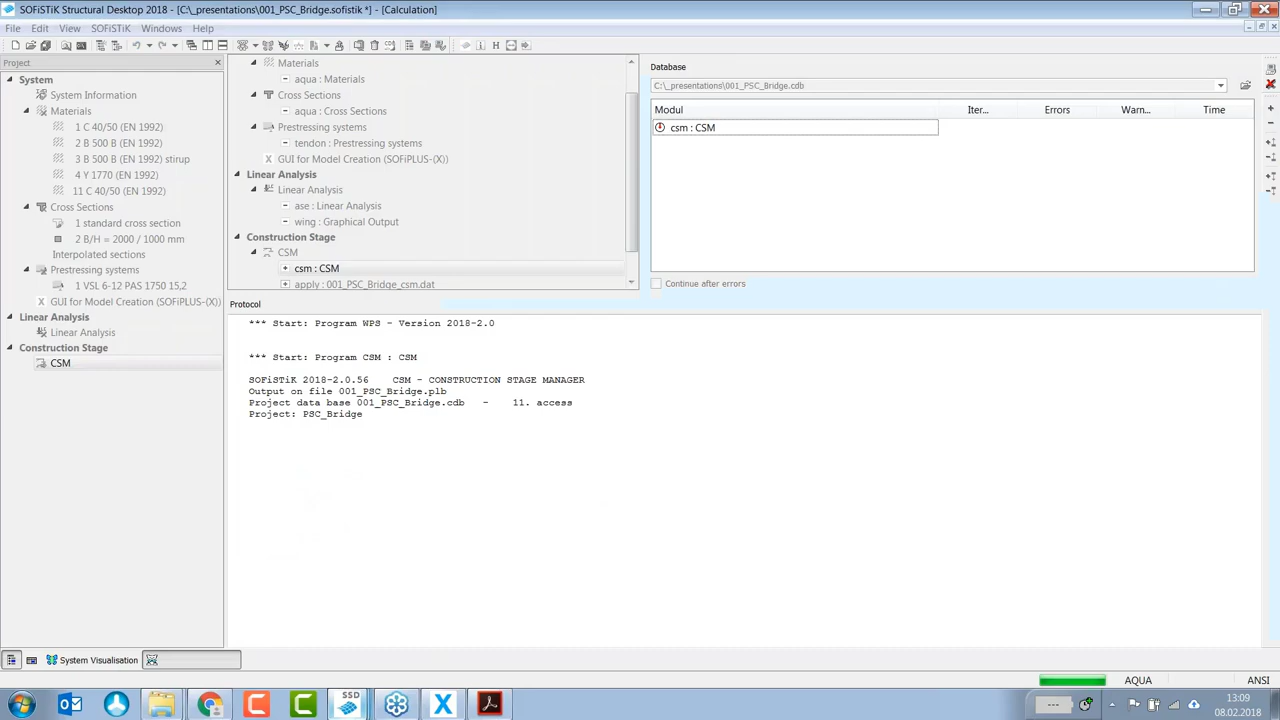 SOFiSTiK Structural Desktop 2018 - [C:\_presentations\001_PSC_Bridge.sofistik *] - [Calculation]
File Edit View SOFiSTiK Windows Help
Project
System
System Information
Materials
1 C 40/50 (EN 1992)
2 B 500 B (EN 1992)
3 B 500 B (EN 1992) stirup
4 Y 1770 (EN 1992)
11 C 40/50 (EN 1992)
Cross Sections
1 standard cross section
2 B/H = 2000 / 1000 mm
Interpolated sections
Prestressing systems
1 VSL 6-12 PAS 1750 15,2
GUI for Model Creation (SOFiPLUS-(X))
Linear Analysis
Linear Analysis
Construction Stage
CSM
Materials
aqua : Materials
Cross Sections
aqua : Cross Sections
Prestressing systems
tendon : Prestressing systems
GUI for Model Creation (SOFiPLUS-(X))
Linear Analysis
Linear Analysis
ase : Linear Analysis
wing : Graphical Output
Construction Stage
CSM
csm : CSM
apply : 001_PSC_Bridge_csm.dat
Database
C:\_presentations\001_PSC_Bridge.cdb
Modul Iter... Errors Warn... Time
csm : CSM
Continue after errors
Protocol
*** Start: Program WPS - Version 2018-2.0
*** Start: Program CSM : CSM
SOFiSTiK 2018-2.0.56 CSM - CONSTRUCTION STAGE MANAGER
Output on file 001_PSC_Bridge.plb
Project data base 001_PSC_Bridge.cdb - 11. access
Project: PSC_Bridge
System Visualisation
AQUA ANSI
SSD
13:09
08.02.2018